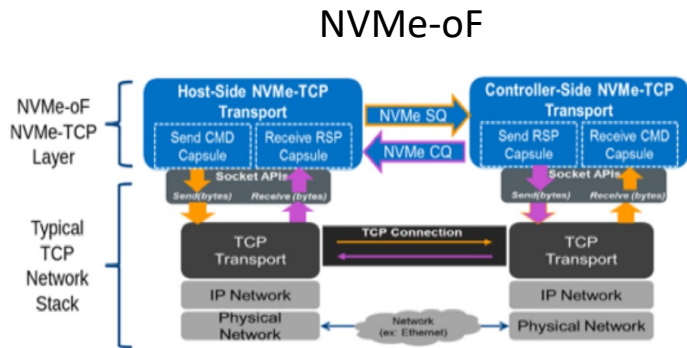 NVMe-oF
NVMe-oF
NVMe-TCP
Layer
Host-Side NVMe-TCP
Transport
Send CMD
Capsule
Receive RSP
Capsule
NVMe SQ
NVMe CQ
Controller-Side NVMe-TCP
Transport
Send RSP
Capsule
Receive CMD
Capsule
Socket APIs
Send(bytes)
Receive (bytes)
Socket APIs
Send(bytes)
Receive (bytes)
Typical
TCP
Network
Stack
TCP
Transport
TCP Connection
TCP
Transport
IP Network
IP Network
Physical
Network
Network
(ex: Ethernet)
Physical Network